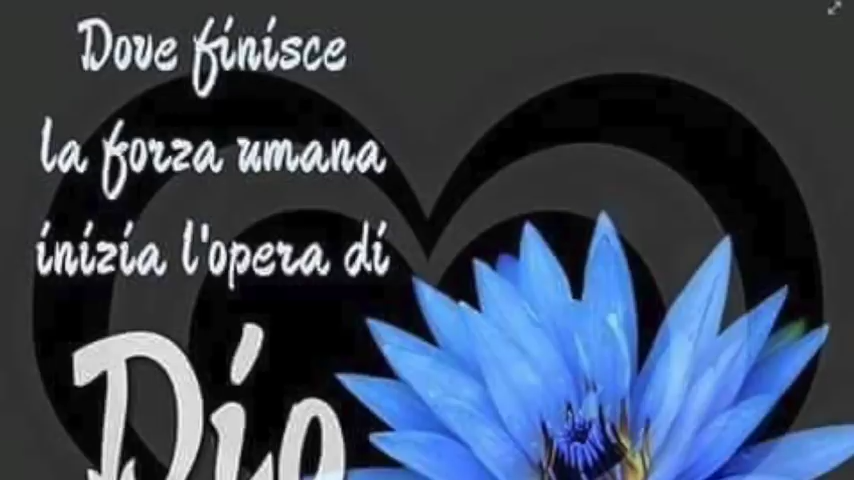 Dove finisce
la forza umana
inizia l'opera di
Dio